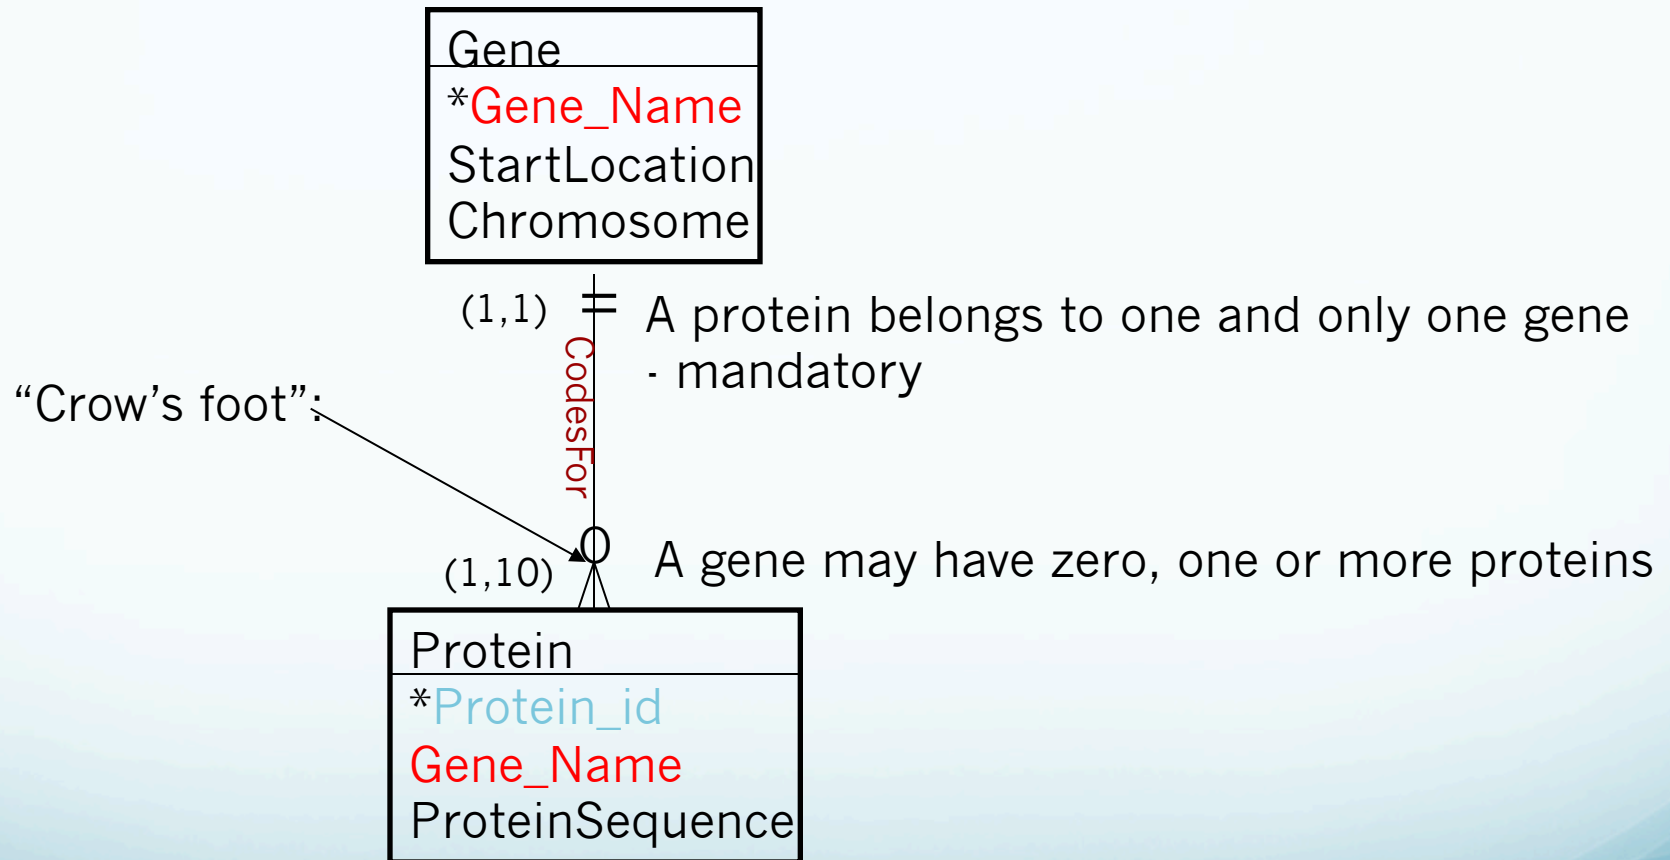 Gene
*Gene_Name
StartLocation
Chromosome
(1,1)
A protein belongs to one and only one gene
- mandatory
CodesFor
“Crow’s foot”:
(1,10)
A gene may have zero, one or more proteins
Protein
*Protein_id
Gene_Name
ProteinSequence